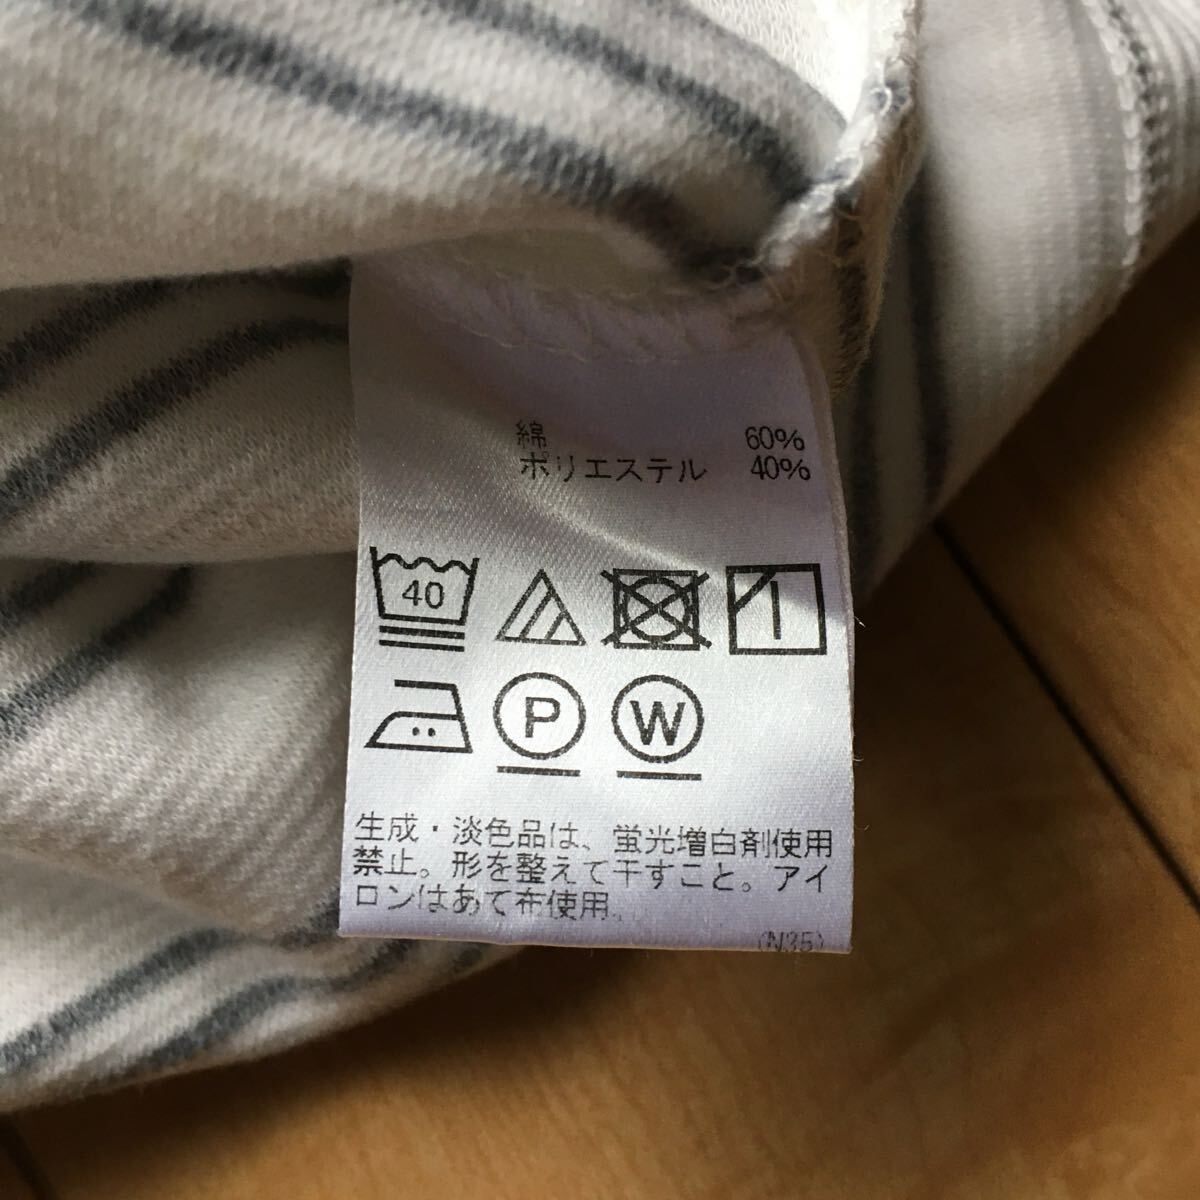 綿 60%
ポリエステル 40%
40
P W
生成・淡色品は、蛍光増白剤使用
禁止。形を整えて干すこと。アイ
ロンはあて布使用。
(N35)